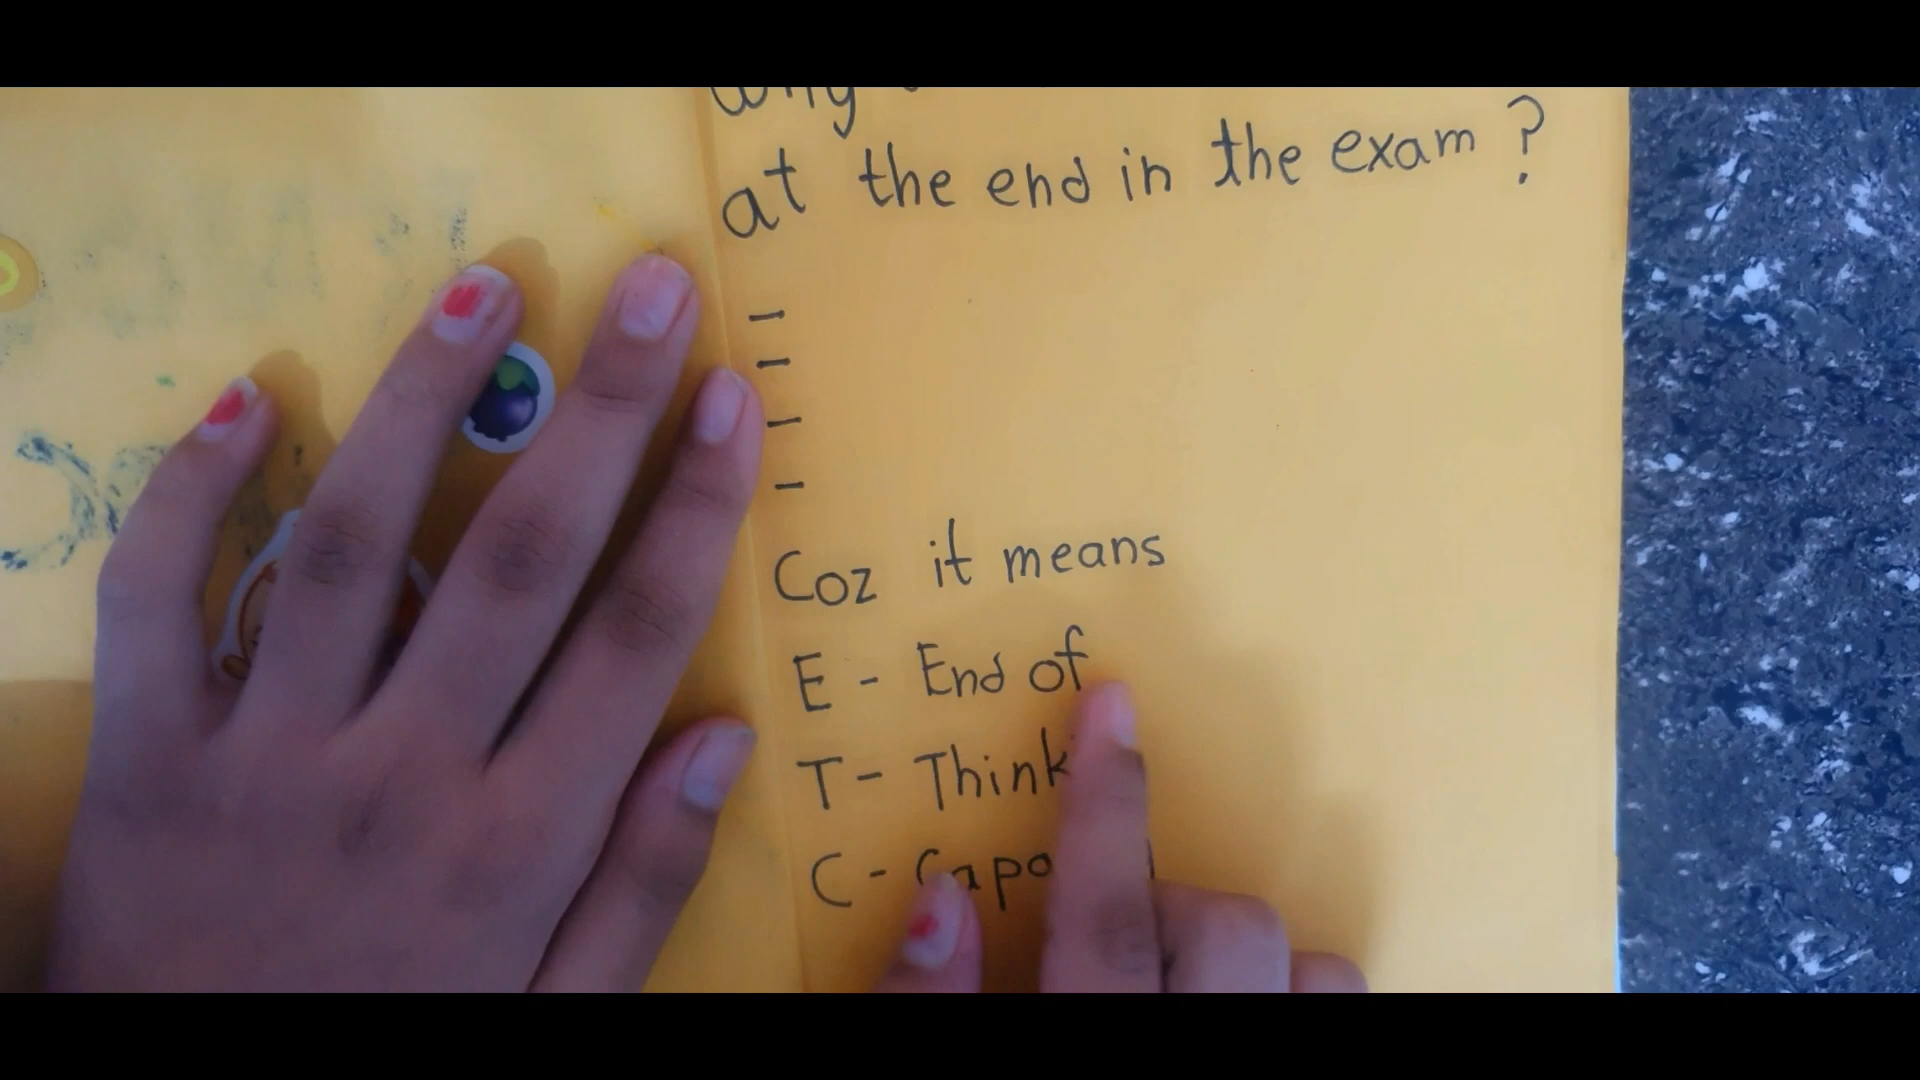 at the end in the exam ?
-
-
-
-
Coz it means
E - End of
T - Think
C -